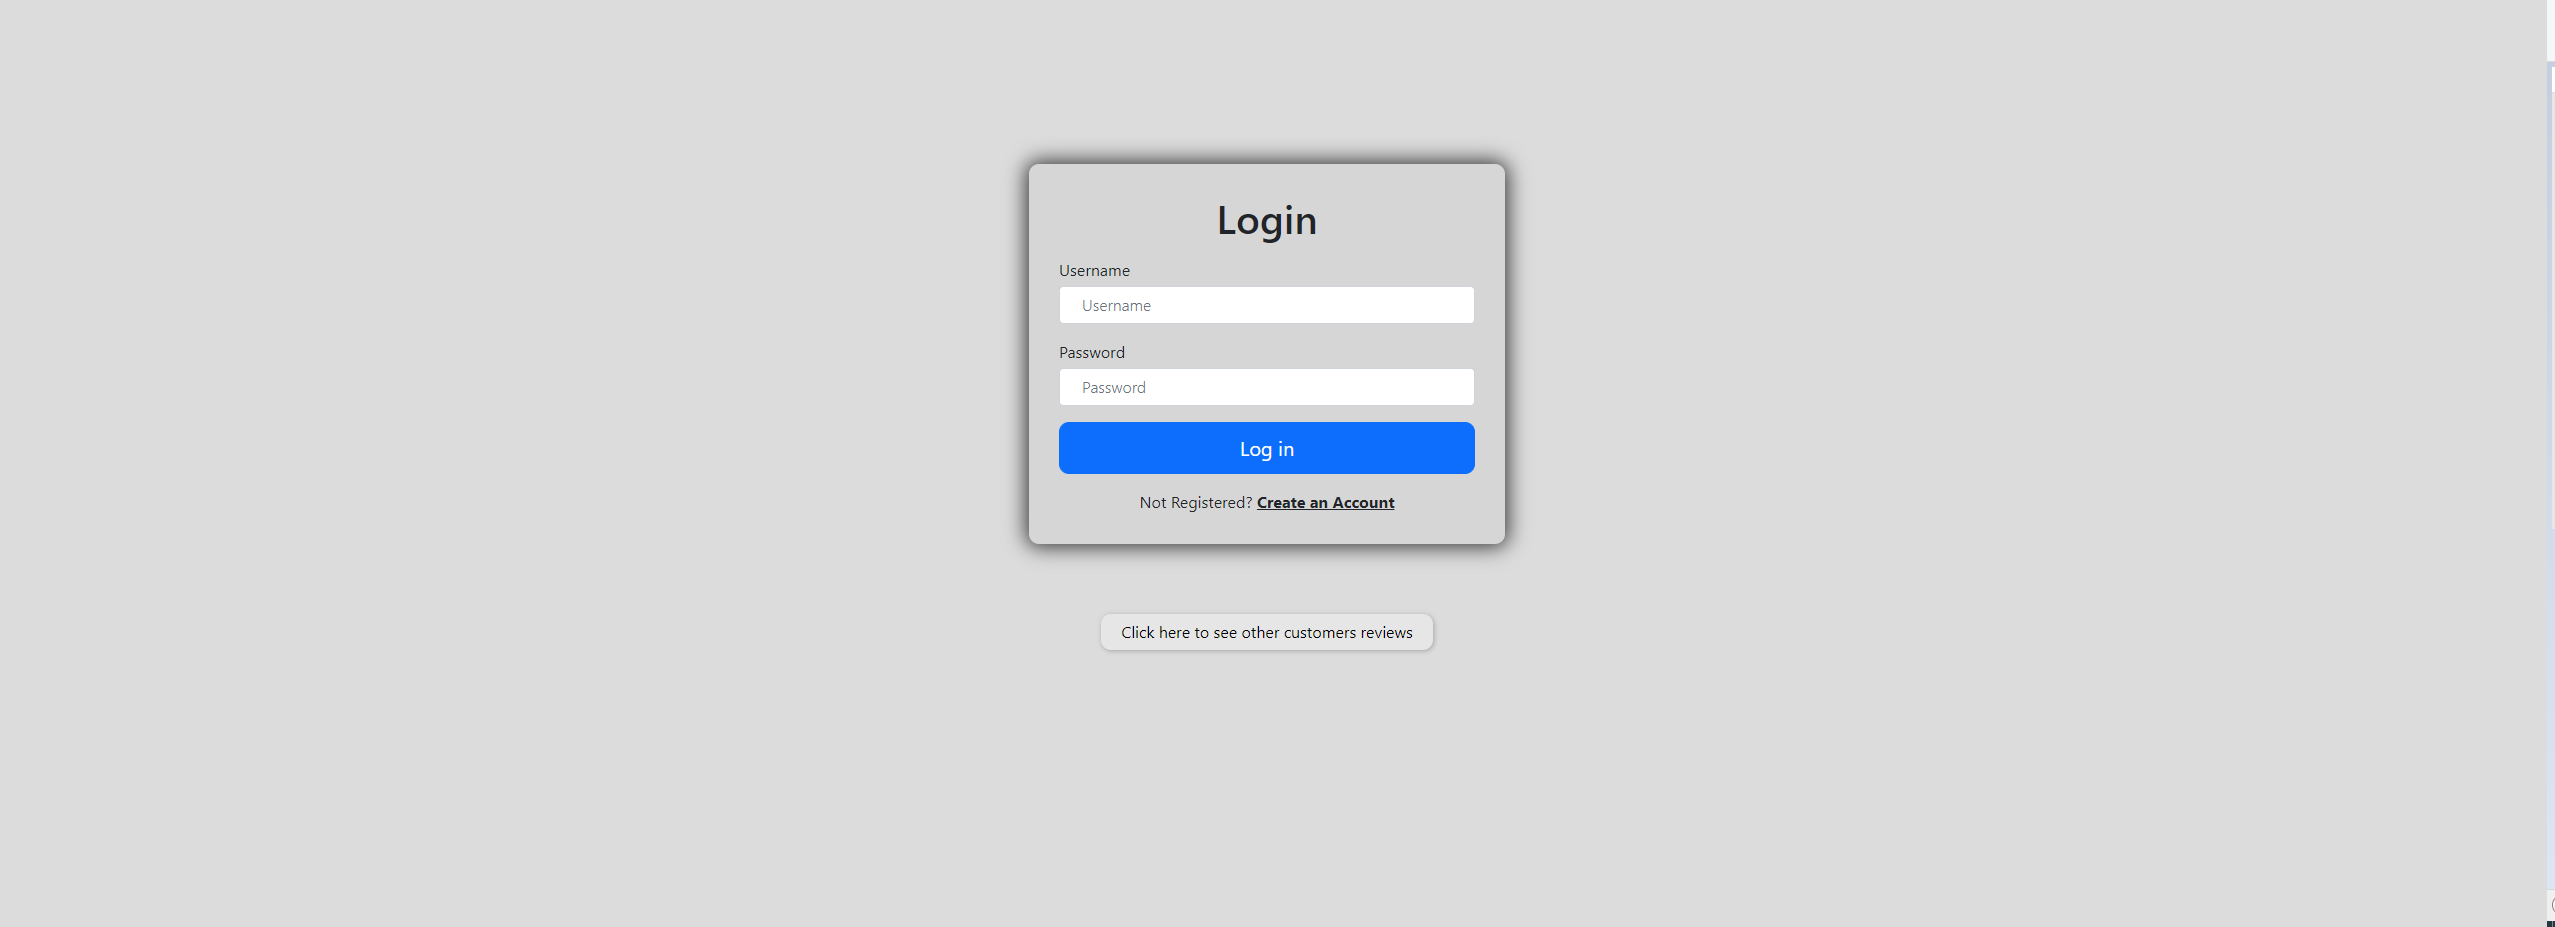 Login
Username
Username
Password
Password
Log in
Not Registered? Create an Account
Click here to see other customers reviews